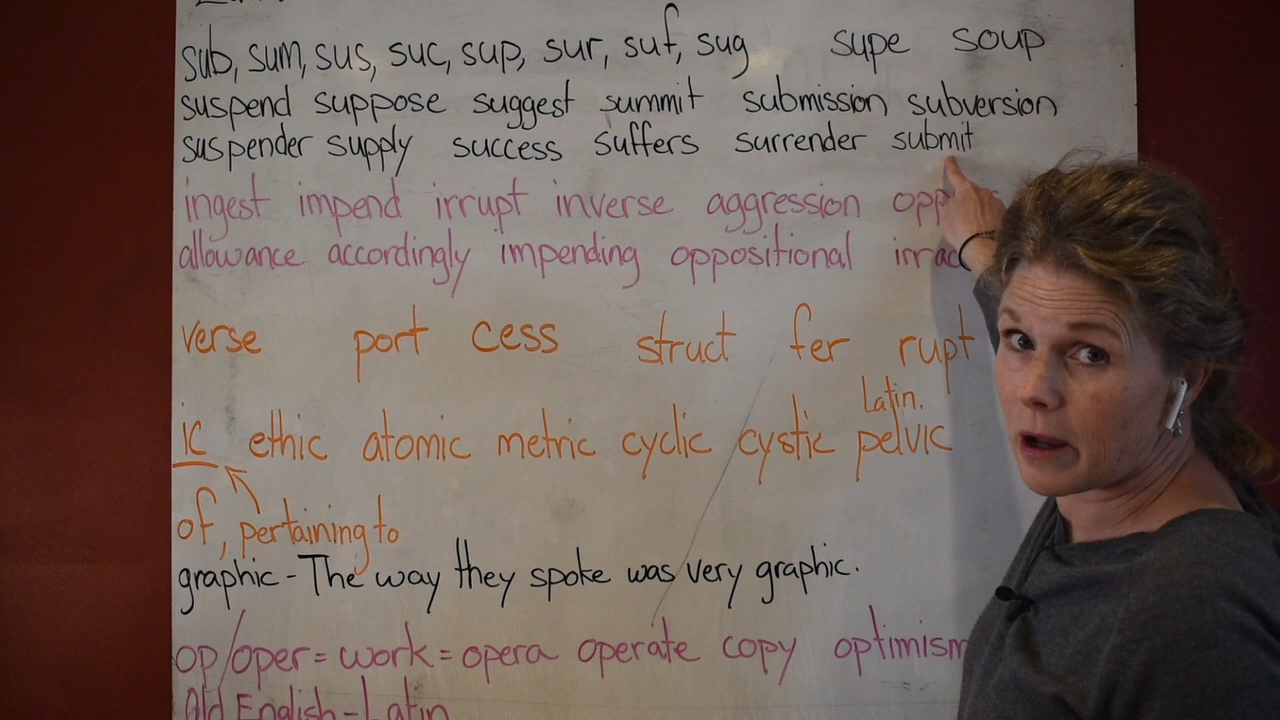 sub, sum, sus, suc, sup, sur, suf, sug supe soup
suspend suppose suggest summit submission subversion
suspender supply success suffers surrender submit
ingest impend irrupt inverse aggression
allowance accordingly impending oppositional
verse port cess struct fer rupt
Latin.
ic ethic atomic metric cyclic cystic pelvic
of, pertaining to
graphic - The way they spoke was very graphic.
op/oper = work = opera operate copy optimism
Old English - Latin